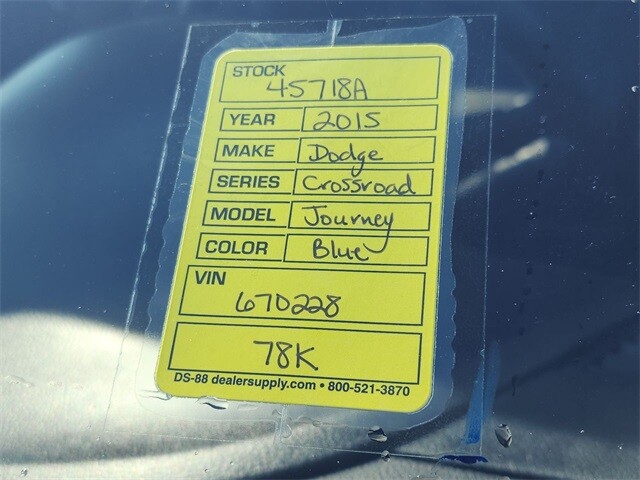 STOCK
45718A
YEAR 2015
MAKE Dodge
SERIES Crossroad
MODEL Journey
COLOR Blue
VIN
670228
78K
DS-88 dealersupply.com • 800-521-3870